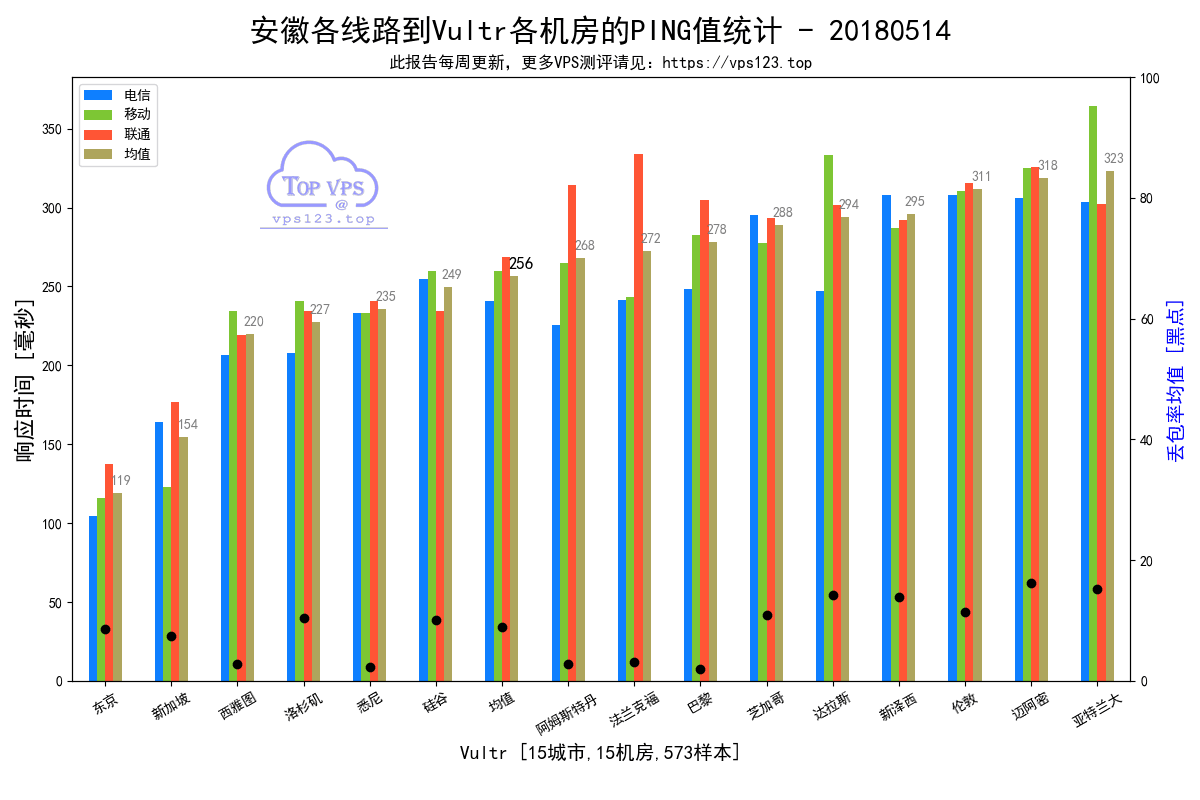 安徽各线路到Vultr各机房的PING值统计 - 20180514
此报告每周更新，更多VPS测评请见：https://vps123.top
电信
移动
联通
均值
TOP VPS
@
vps123.top
响应时间 [毫秒]
350
300
250
200
150
100
50
0
119
154
220
227
235
249
256
268
272
278
288
294
295
311
318
323
100
80
60
40
20
0
丢包率均值 [黑点]
东京
新加坡
西雅图
洛杉矶
悉尼
硅谷
均值
阿姆斯特丹
法兰克福
巴黎
芝加哥
达拉斯
新泽西
伦敦
迈阿密
亚特兰大
Vultr [15城市,15机房,573样本]